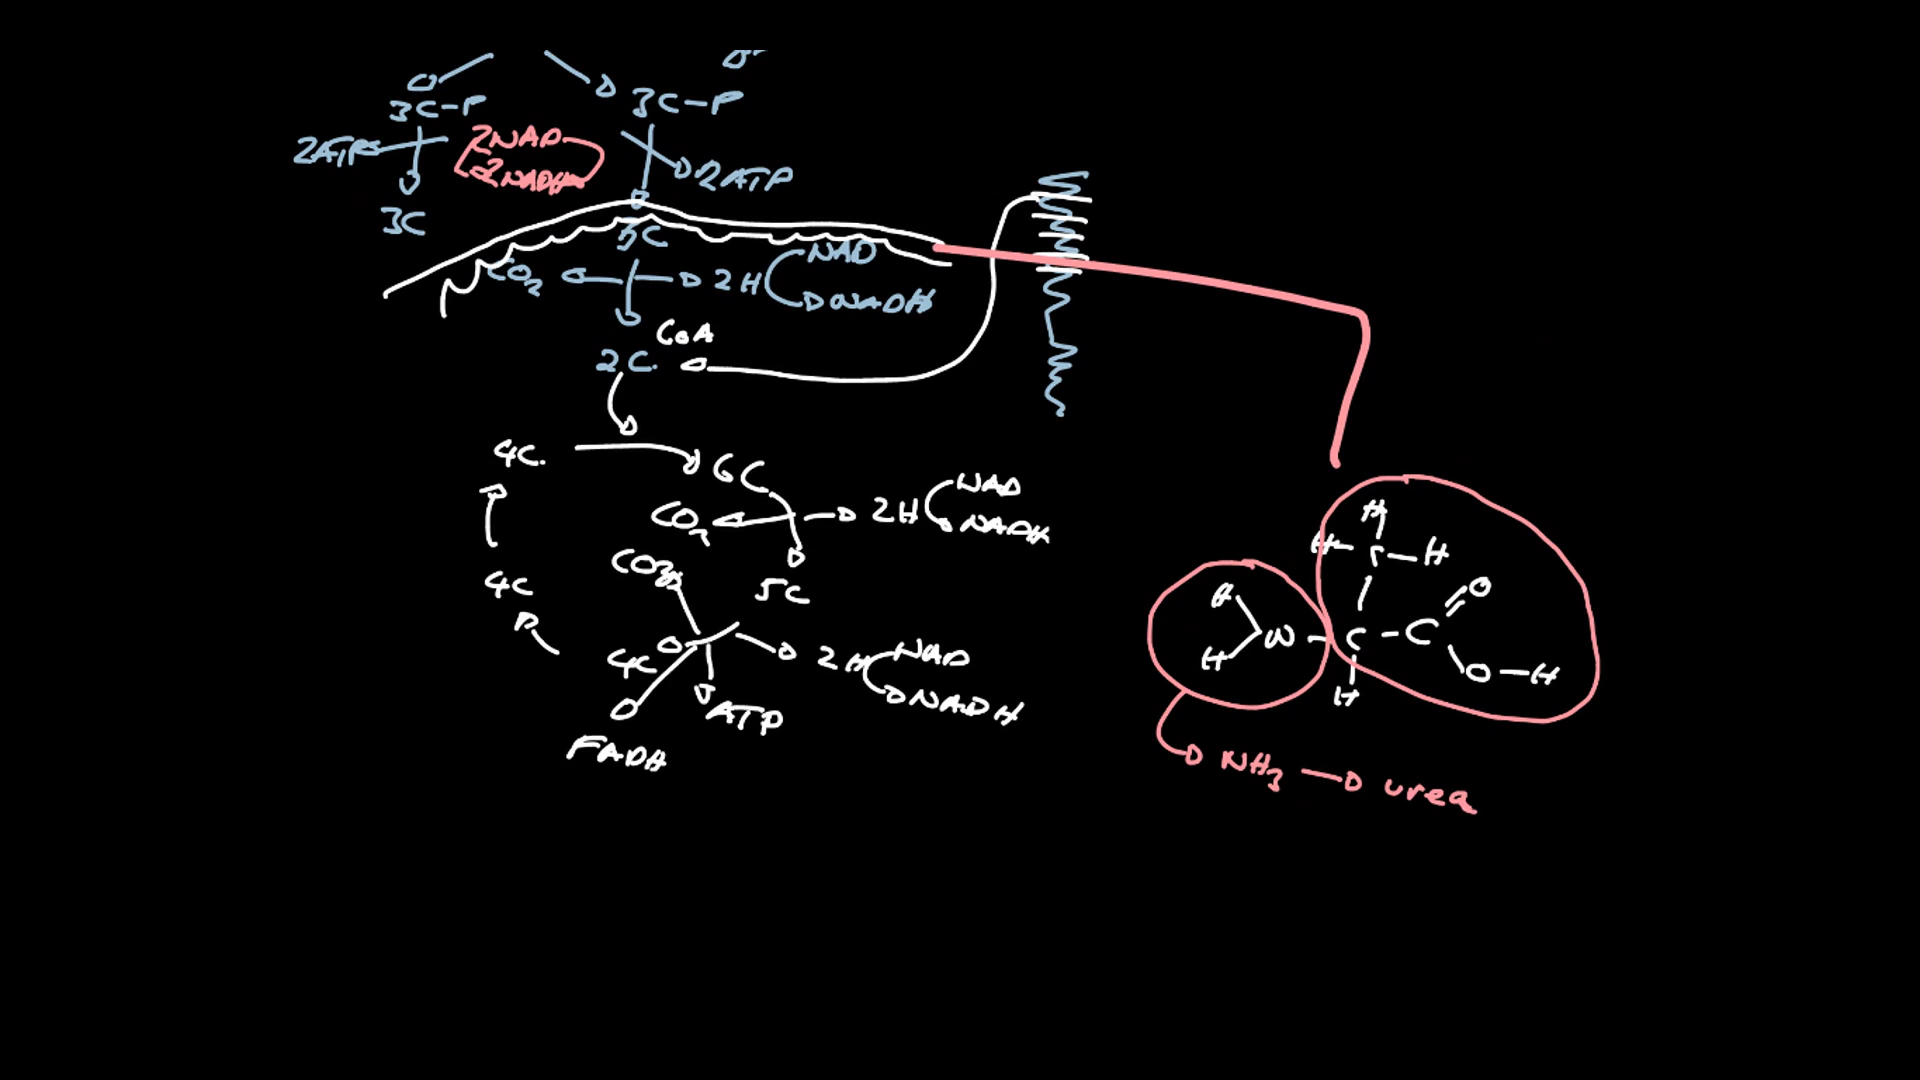 3C-P
3C-P
2ATP
2NAD
2NADH
2ATP
3C
3C
CO2
2H
NAD
NADH
CoA
2C.
4C.
6C
CO2
2H
NAD
NADH
CO2
5C
4C
4C
2H
NAD
NADH
ATP
FADH
H
H-C-H
H
N-C-C
O
H
H
O-H
NH3
urea